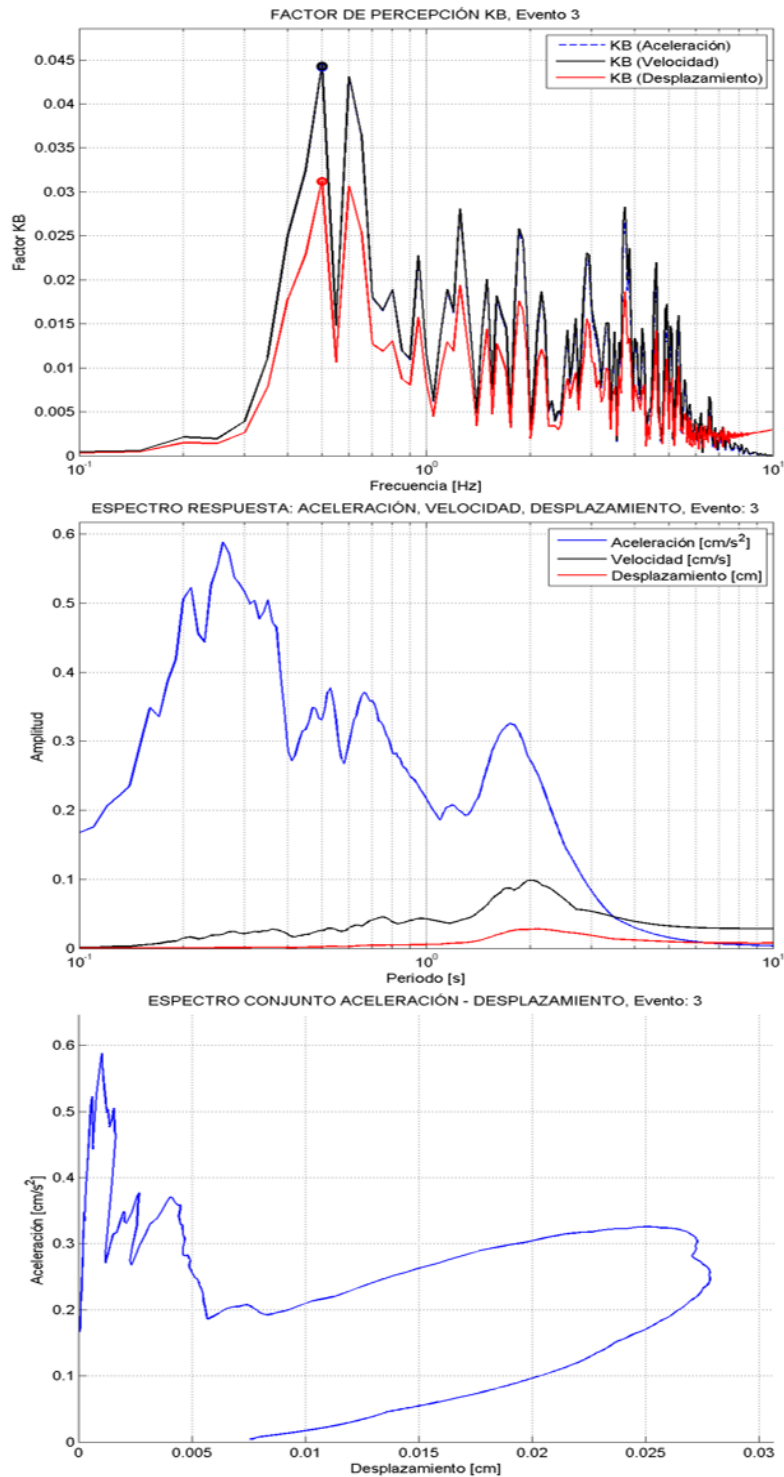 FACTOR DE PERCEPCIÓN KB, Evento 3
KB (Aceleración)
KB (Velocidad)
KB (Desplazamiento)
0.045
0.04
0.035
0.03
0.025
0.02
0.015
0.01
0.005
0
Factor KB
10⁻¹ 10⁰ 10¹
Frecuencia [Hz]
ESPECTRO RESPUESTA: ACELERACIÓN, VELOCIDAD, DESPLAZAMIENTO, Evento: 3
Aceleración [cm/s²]
Velocidad [cm/s]
Desplazamiento [cm]
0.6
0.5
0.4
0.3
0.2
0.1
0
Amplitud
10⁻¹ 10⁰ 10¹
Periodo [s]
ESPECTRO CONJUNTO ACELERACIÓN - DESPLAZAMIENTO, Evento: 3
0.6
0.5
0.4
0.3
0.2
0.1
0
Aceleración [cm/s²]
0 0.005 0.01 0.015 0.02 0.025 0.03
Desplazamiento [cm]